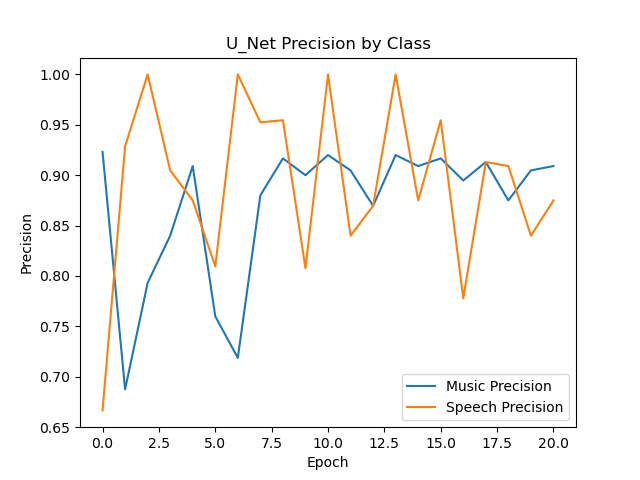 U_Net Precision by Class
1.00
0.95
0.90
0.85
0.80
0.75
0.70
0.65
Precision
0.0 2.5 5.0 7.5 10.0 12.5 15.0 17.5 20.0
Epoch
Music Precision
Speech Precision